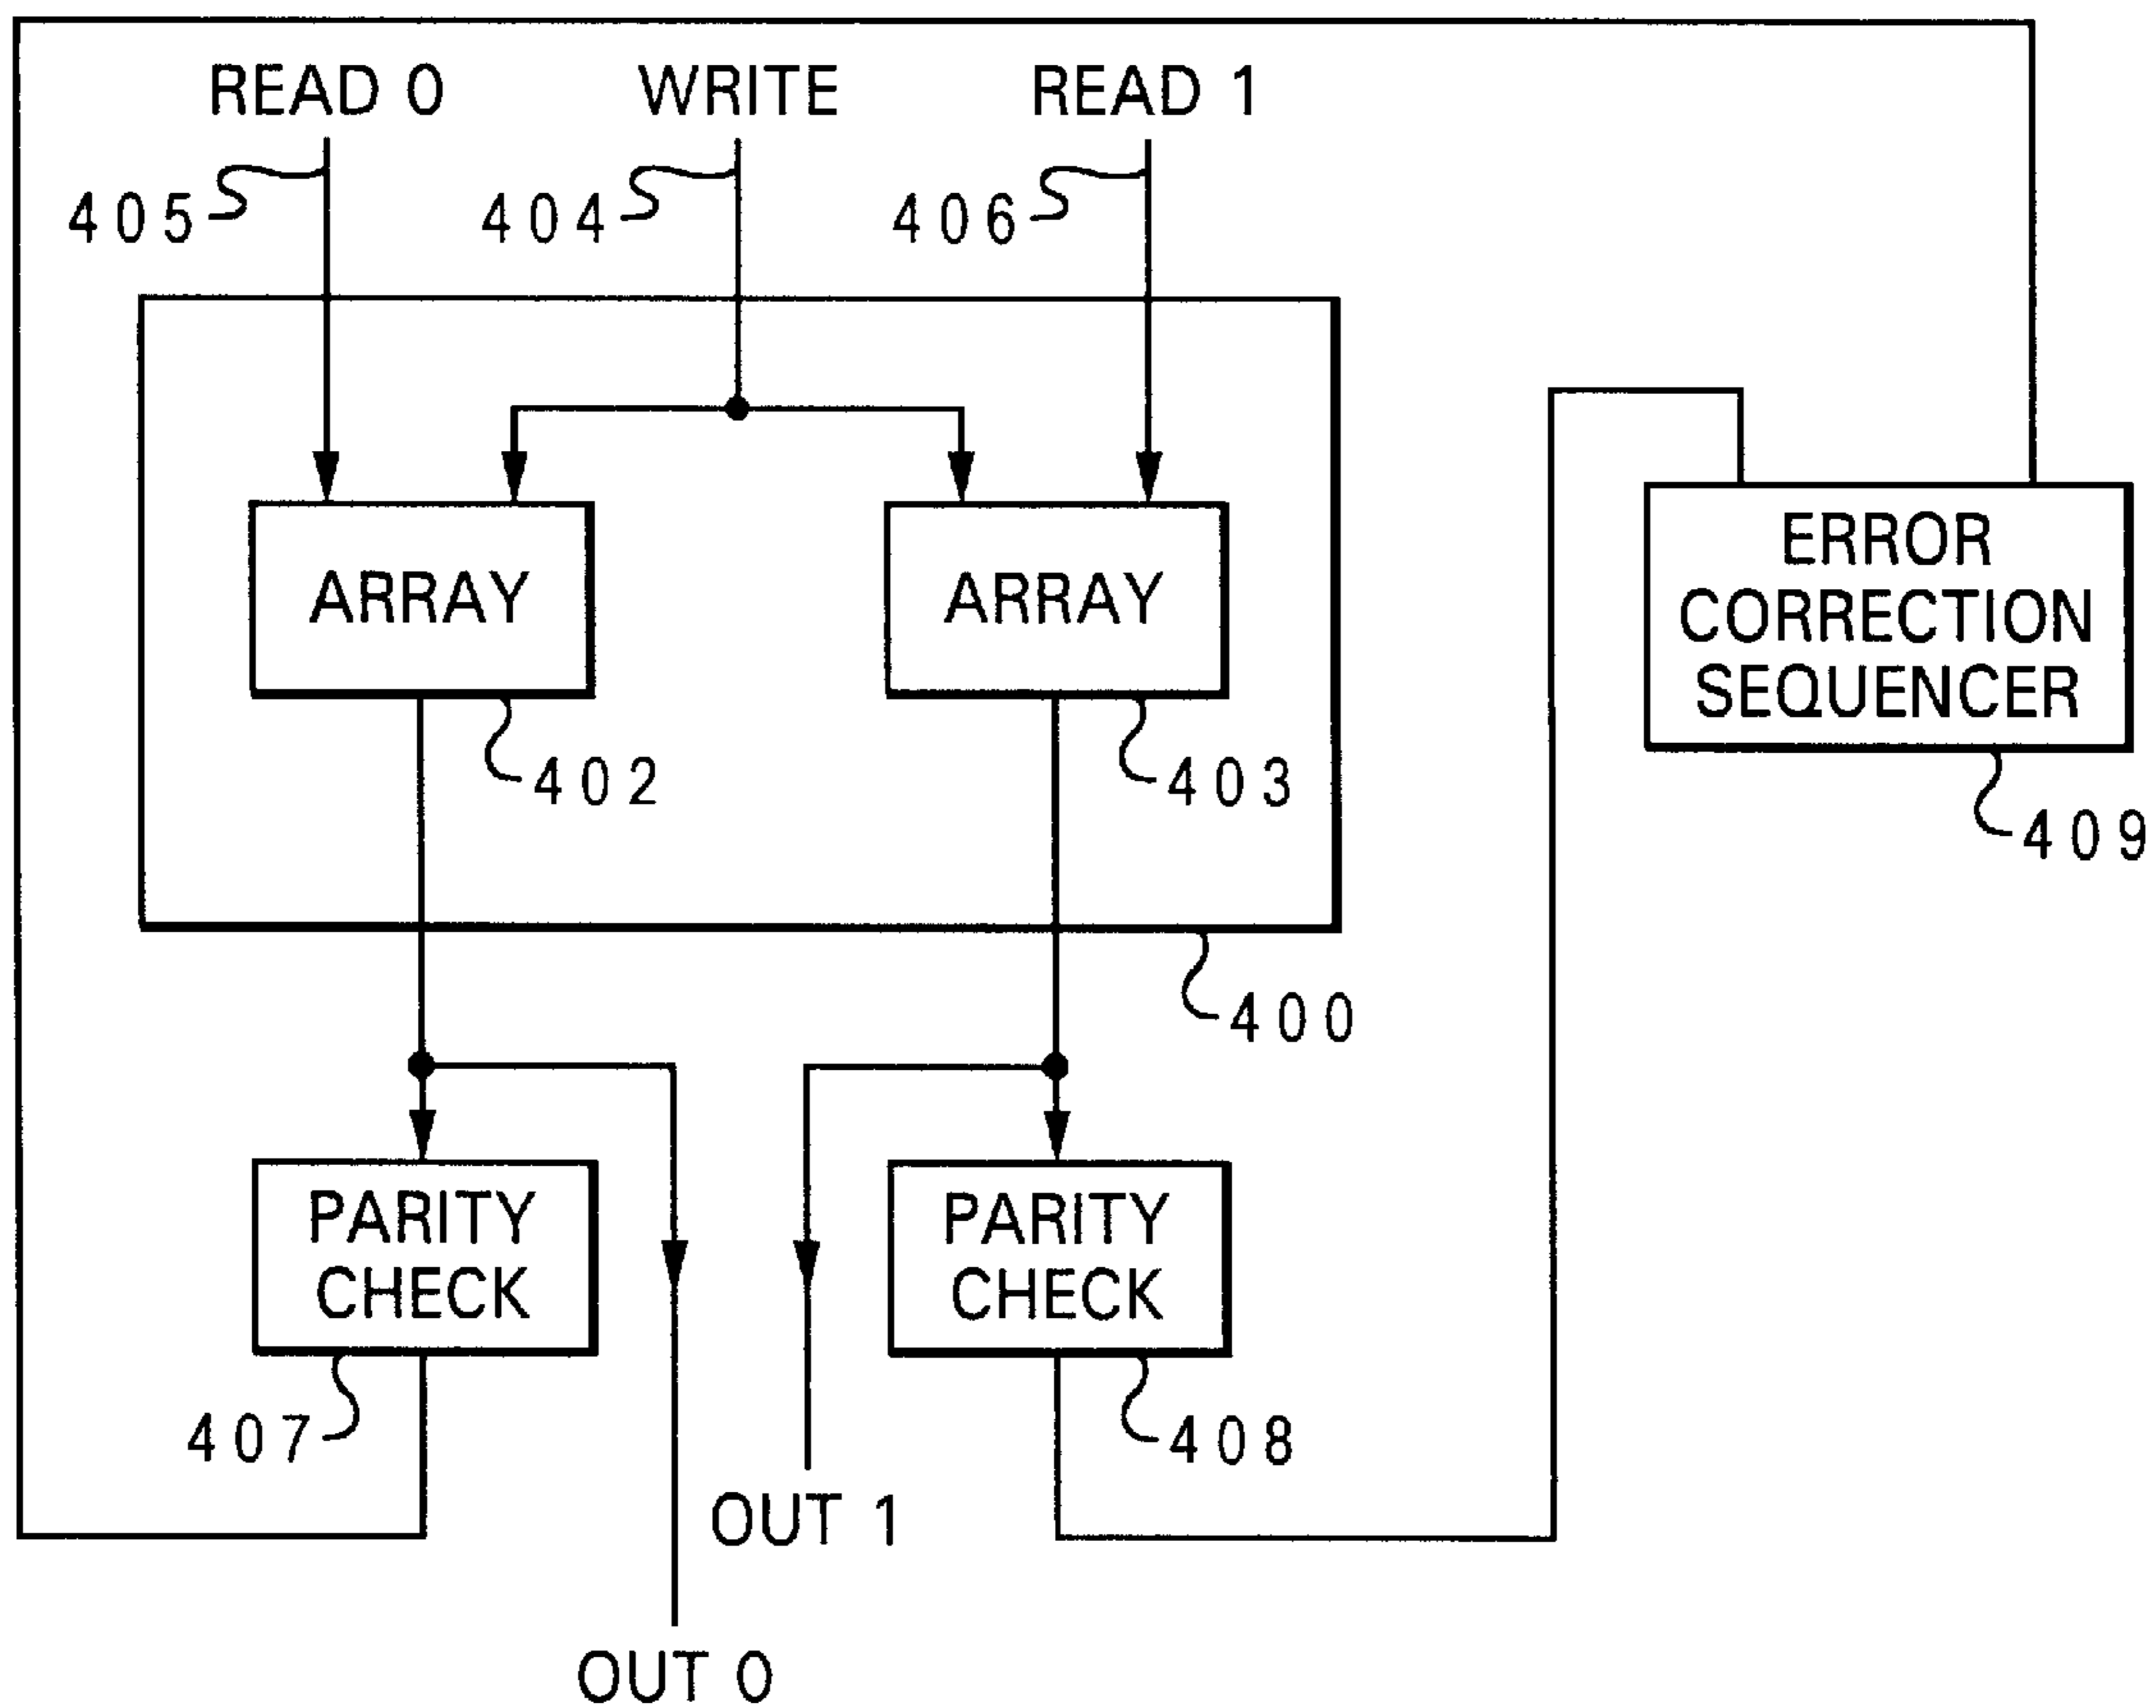 READ 0
WRITE
READ 1
405
404
406
ARRAY
ARRAY
ERROR
CORRECTION
SEQUENCER
402
403
409
400
PARITY
CHECK
PARITY
CHECK
407
408
OUT 1
OUT 0